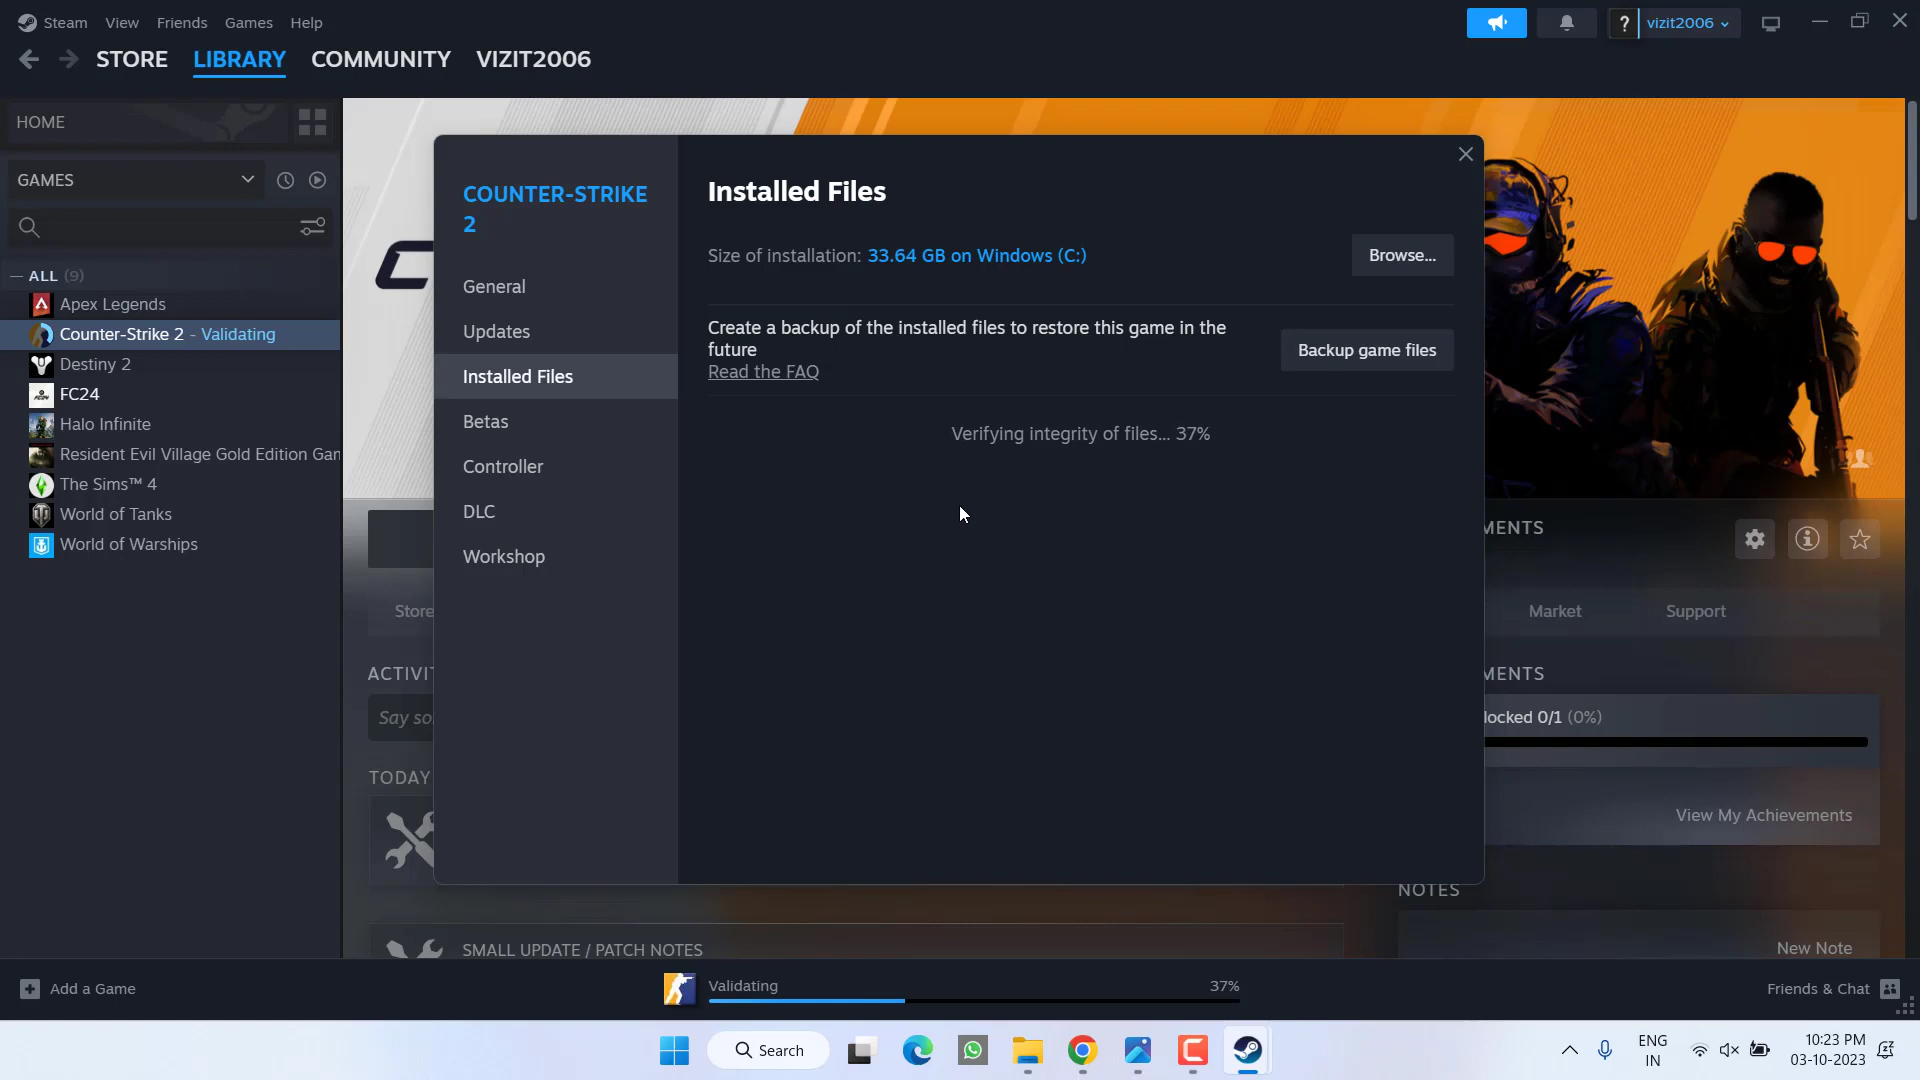 Steam View Friends Games Help
? vizit2006
STORE LIBRARY COMMUNITY VIZIT2006
HOME
GAMES
ALL (9)
Apex Legends
Counter-Strike 2 - Validating
Destiny 2
FC24
Halo Infinite
Resident Evil Village Gold Edition Gam
The Sims™ 4
World of Tanks
World of Warships
COUNTER-STRIKE
2
General
Updates
Installed Files
Betas
Controller
DLC
Workshop
Installed Files
Size of installation: 33.64 GB on Windows (C:)
Browse...
Create a backup of the installed files to restore this game in the
future
Read the FAQ
Backup game files
Verifying integrity of files... 37%
C
Store
ACTIVIT
Say so
TODAY
SMALL UPDATE / PATCH NOTES
MENTS
Market Support
MENTS
locked 0/1 (0%)
View My Achievements
NOTES
New Note
Add a Game
Validating 37%
Friends & Chat
Search
ENG
IN
10:23 PM
03-10-2023